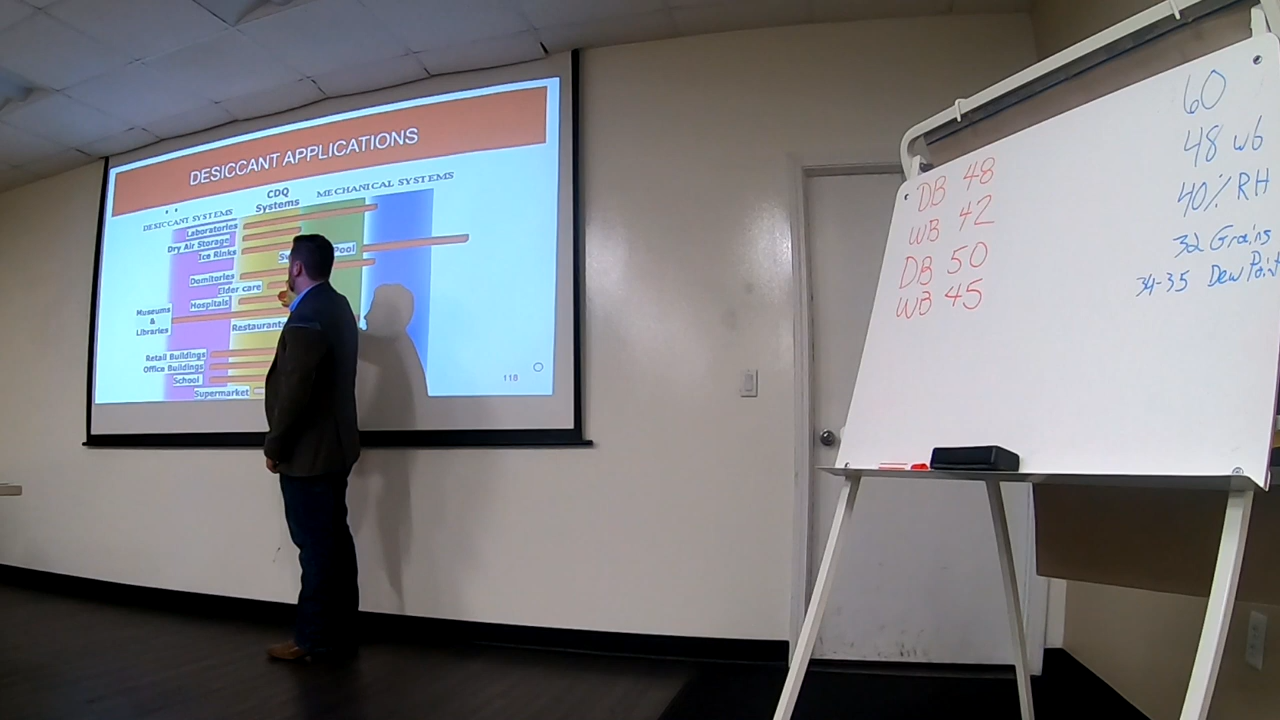 DESICCANT APPLICATIONS
DESICCANT SYSTEMS
CDQ
Systems
MECHANICAL SYSTEMS
Laboratories
Dry Air Storage
Ice Rinks
Pool
Domitories
Elder care
Hospitals
Museums
&
Libraries
Restaurants
Retail Buildings
Office Buildings
School
Supermarket
118
DB 48
WB 42
DB 50
WB 45
60
48 wb
40% RH
32 Grains
34-35 Dew Point